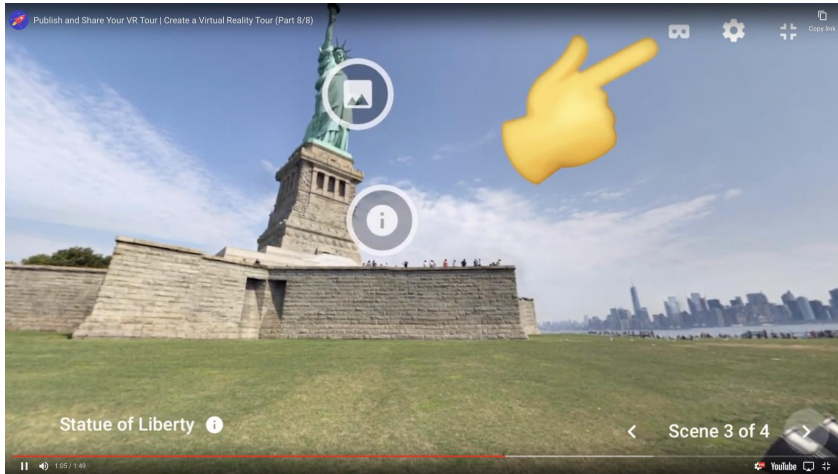 Publish and Share Your VR Tour | Create a Virtual Reality Tour (Part 8/8)
Copy link
i
Statue of Liberty i
Scene 3 of 4
1:05 / 1:49
YouTube